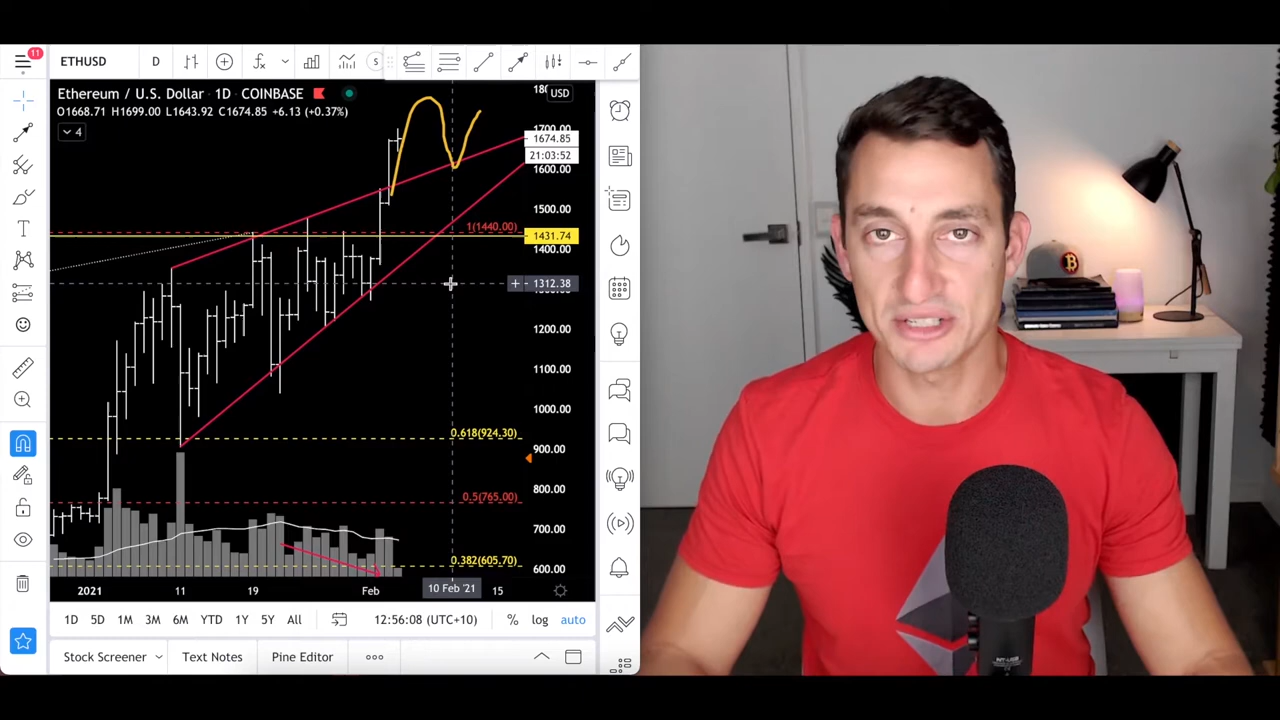 11
ETHUSD
D
S
Ethereum / U.S. Dollar · 1D · COINBASE
O1668.71 H1699.00 L1643.92 C1674.85 +6.13 (+0.37%)
4
USD
1700.00
1674.85
21:03:52
1600.00
1500.00
1(1440.00)
1431.74
1400.00
1312.38
1200.00
1100.00
1000.00
0.618(924.30)
900.00
800.00
0.5(765.00)
700.00
0.382(605.70)
600.00
2021
11
19
Feb
10 Feb '21
15
1D 5D 1M 3M 6M YTD 1Y 5Y All
12:56:08 (UTC+10)
% log auto
Stock Screener
Text Notes
Pine Editor